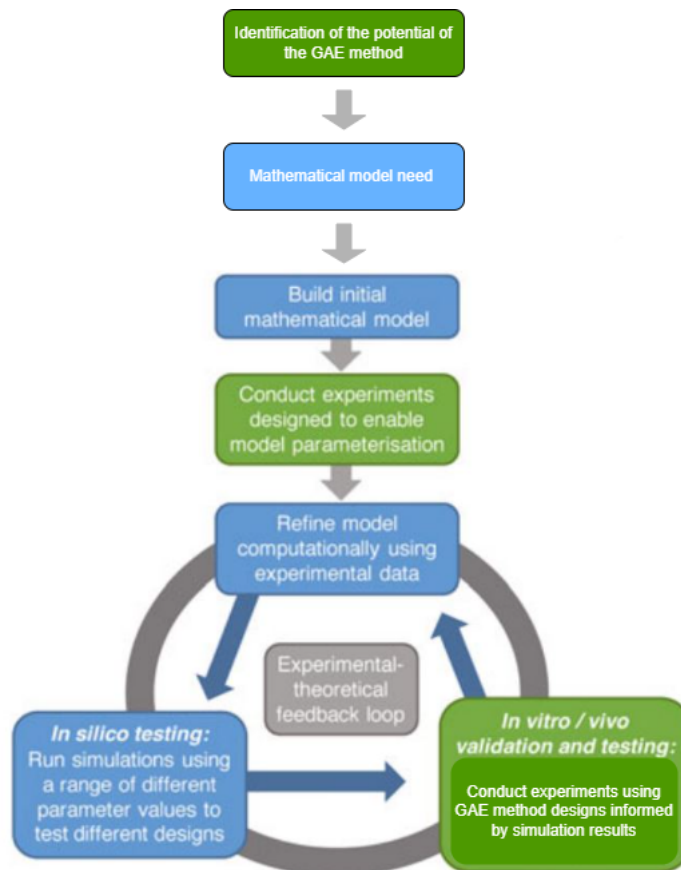 Identification of the potential of
the GAE method
Mathematical model need
Build initial
mathematical model
Conduct experiments
designed to enable
model parameterisation
Refine model
computationally using
experimental data
Experimental-
theoretical
feedback loop
In silico testing:
Run simulations using
a range of different
parameter values to
test different designs
In vitro / vivo
validation and testing:
Conduct experiments using
GAE method designs informed
by simulation results